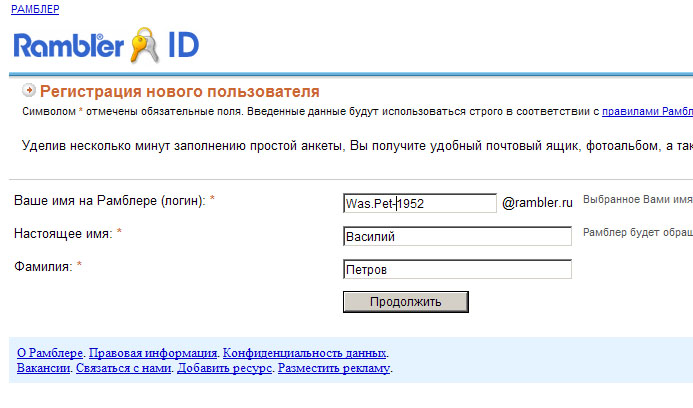 РАМБЛЕР
Rambler ID
Регистрация нового пользователя
Символом * отмечены обязательные поля. Введенные данные будут использоваться строго в соответствии с правилами Рамбл
Уделив несколько минут заполнению простой анкеты, Вы получите удобный почтовый ящик, фотоальбом, а так
Ваше имя на Рамблере (логин): * Was.Pet-1952 @rambler.ru Выбранное Вами имя
Настоящее имя: * Василий Рамблер будет обращ
Фамилия: * Петров
Продолжить
О Рамблере. Правовая информация. Конфиденциальность данных.
Вакансии. Связаться с нами. Добавить ресурс. Разместить рекламу.